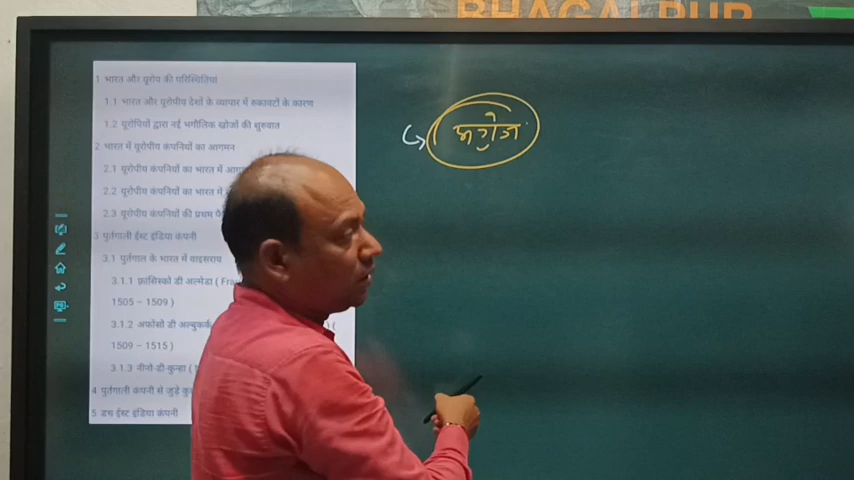 BHAGALPUR
1 भारत और यूरोप की परिस्थितियां
1.1 भारत और यूरोपीय देशों के व्यापार में रुकावटों के कारण
1.2 यूरोपियों द्वारा नई भगौलिक खोजों की शुरुवात
2 भारत में यूरोपीय कंपनियों का आगमन
2.1 यूरोपीय कंपनियों का भारत में
2.2 यूरोपीय कंपनियों का भारत में
2.3 यूरोपीय कंपनियों की प्रथम
3 पुर्तगाली ईस्ट इंडिया कंपनी
3.1 पुर्तगाल के भारत में वाइसराय
3.1.1 फ्रांसिस्को डी अल्मेडा (
1505 – 1509 )
3.1.2 अफोंसो डी अल्बुकर्क ) (
1509 – 1515 )
3.1.3 नीनो डी कुन्हा (
4 पुर्तगाली कंपनी से जुड़े
5 डच ईस्ट इंडिया कंपनी